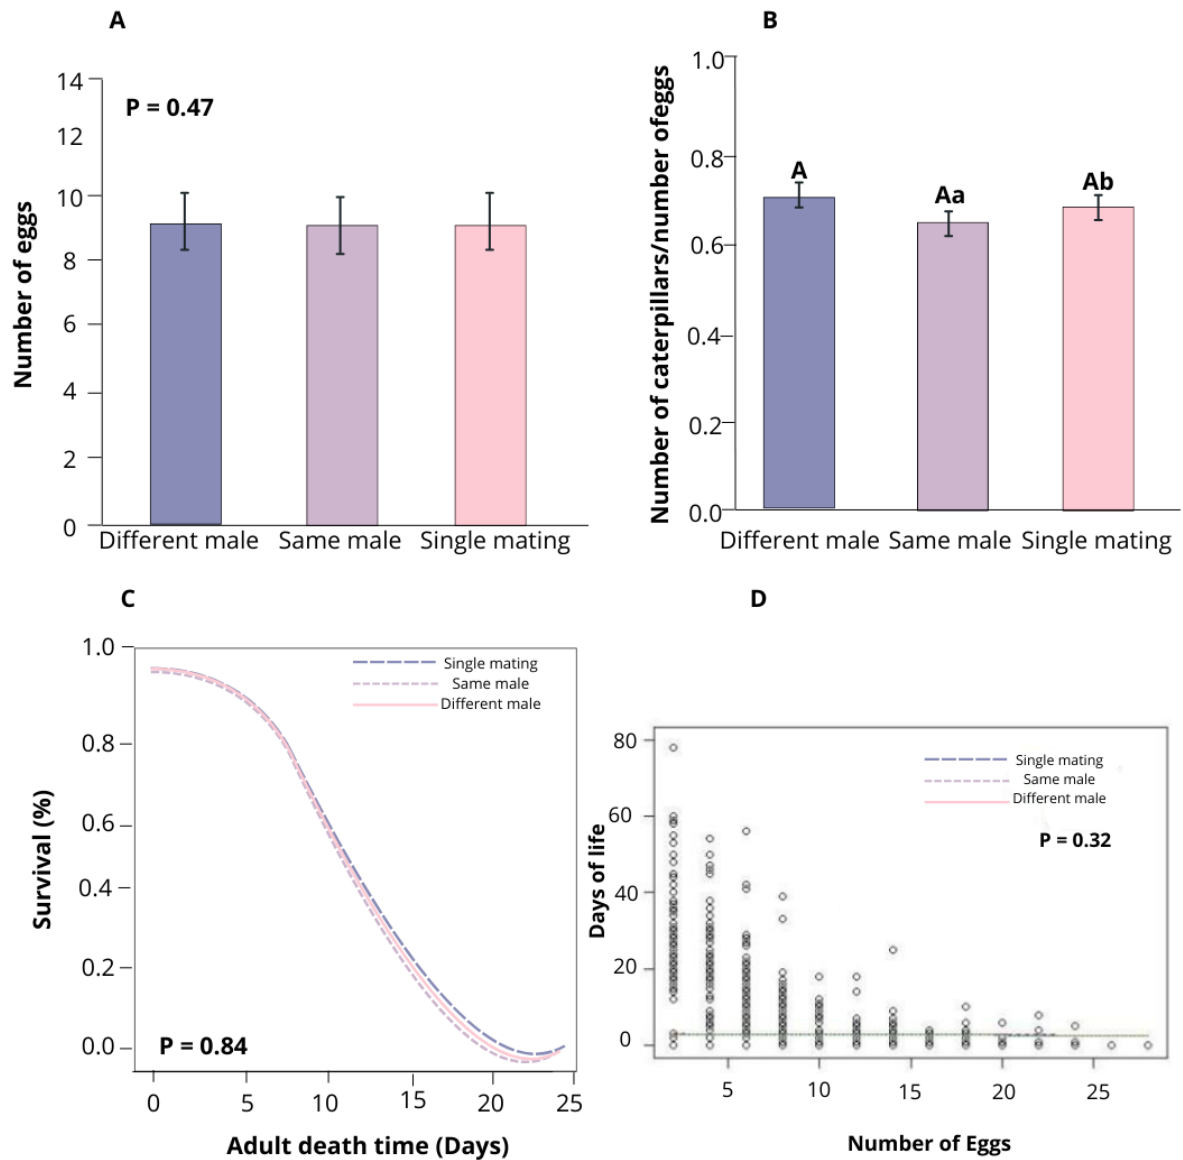 A
14
12
10
8
6
4
2
0
Number of eggs
P = 0.47
Different male
Same male
Single mating
B
1.0
0.8
0.6
0.4
0.2
0.0
Number of caterpillars/number ofeggs
A
Aa
Ab
Different male
Same male
Single mating
C
1.0
0.8
0.6
0.4
0.2
0.0
Survival (%)
Single mating
Same male
Different male
P = 0.84
0
5
10
15
20
25
Adult death time (Days)
D
80
60
40
20
0
Days of life
Single mating
Same male
Different male
P = 0.32
5
10
15
20
25
Number of Eggs